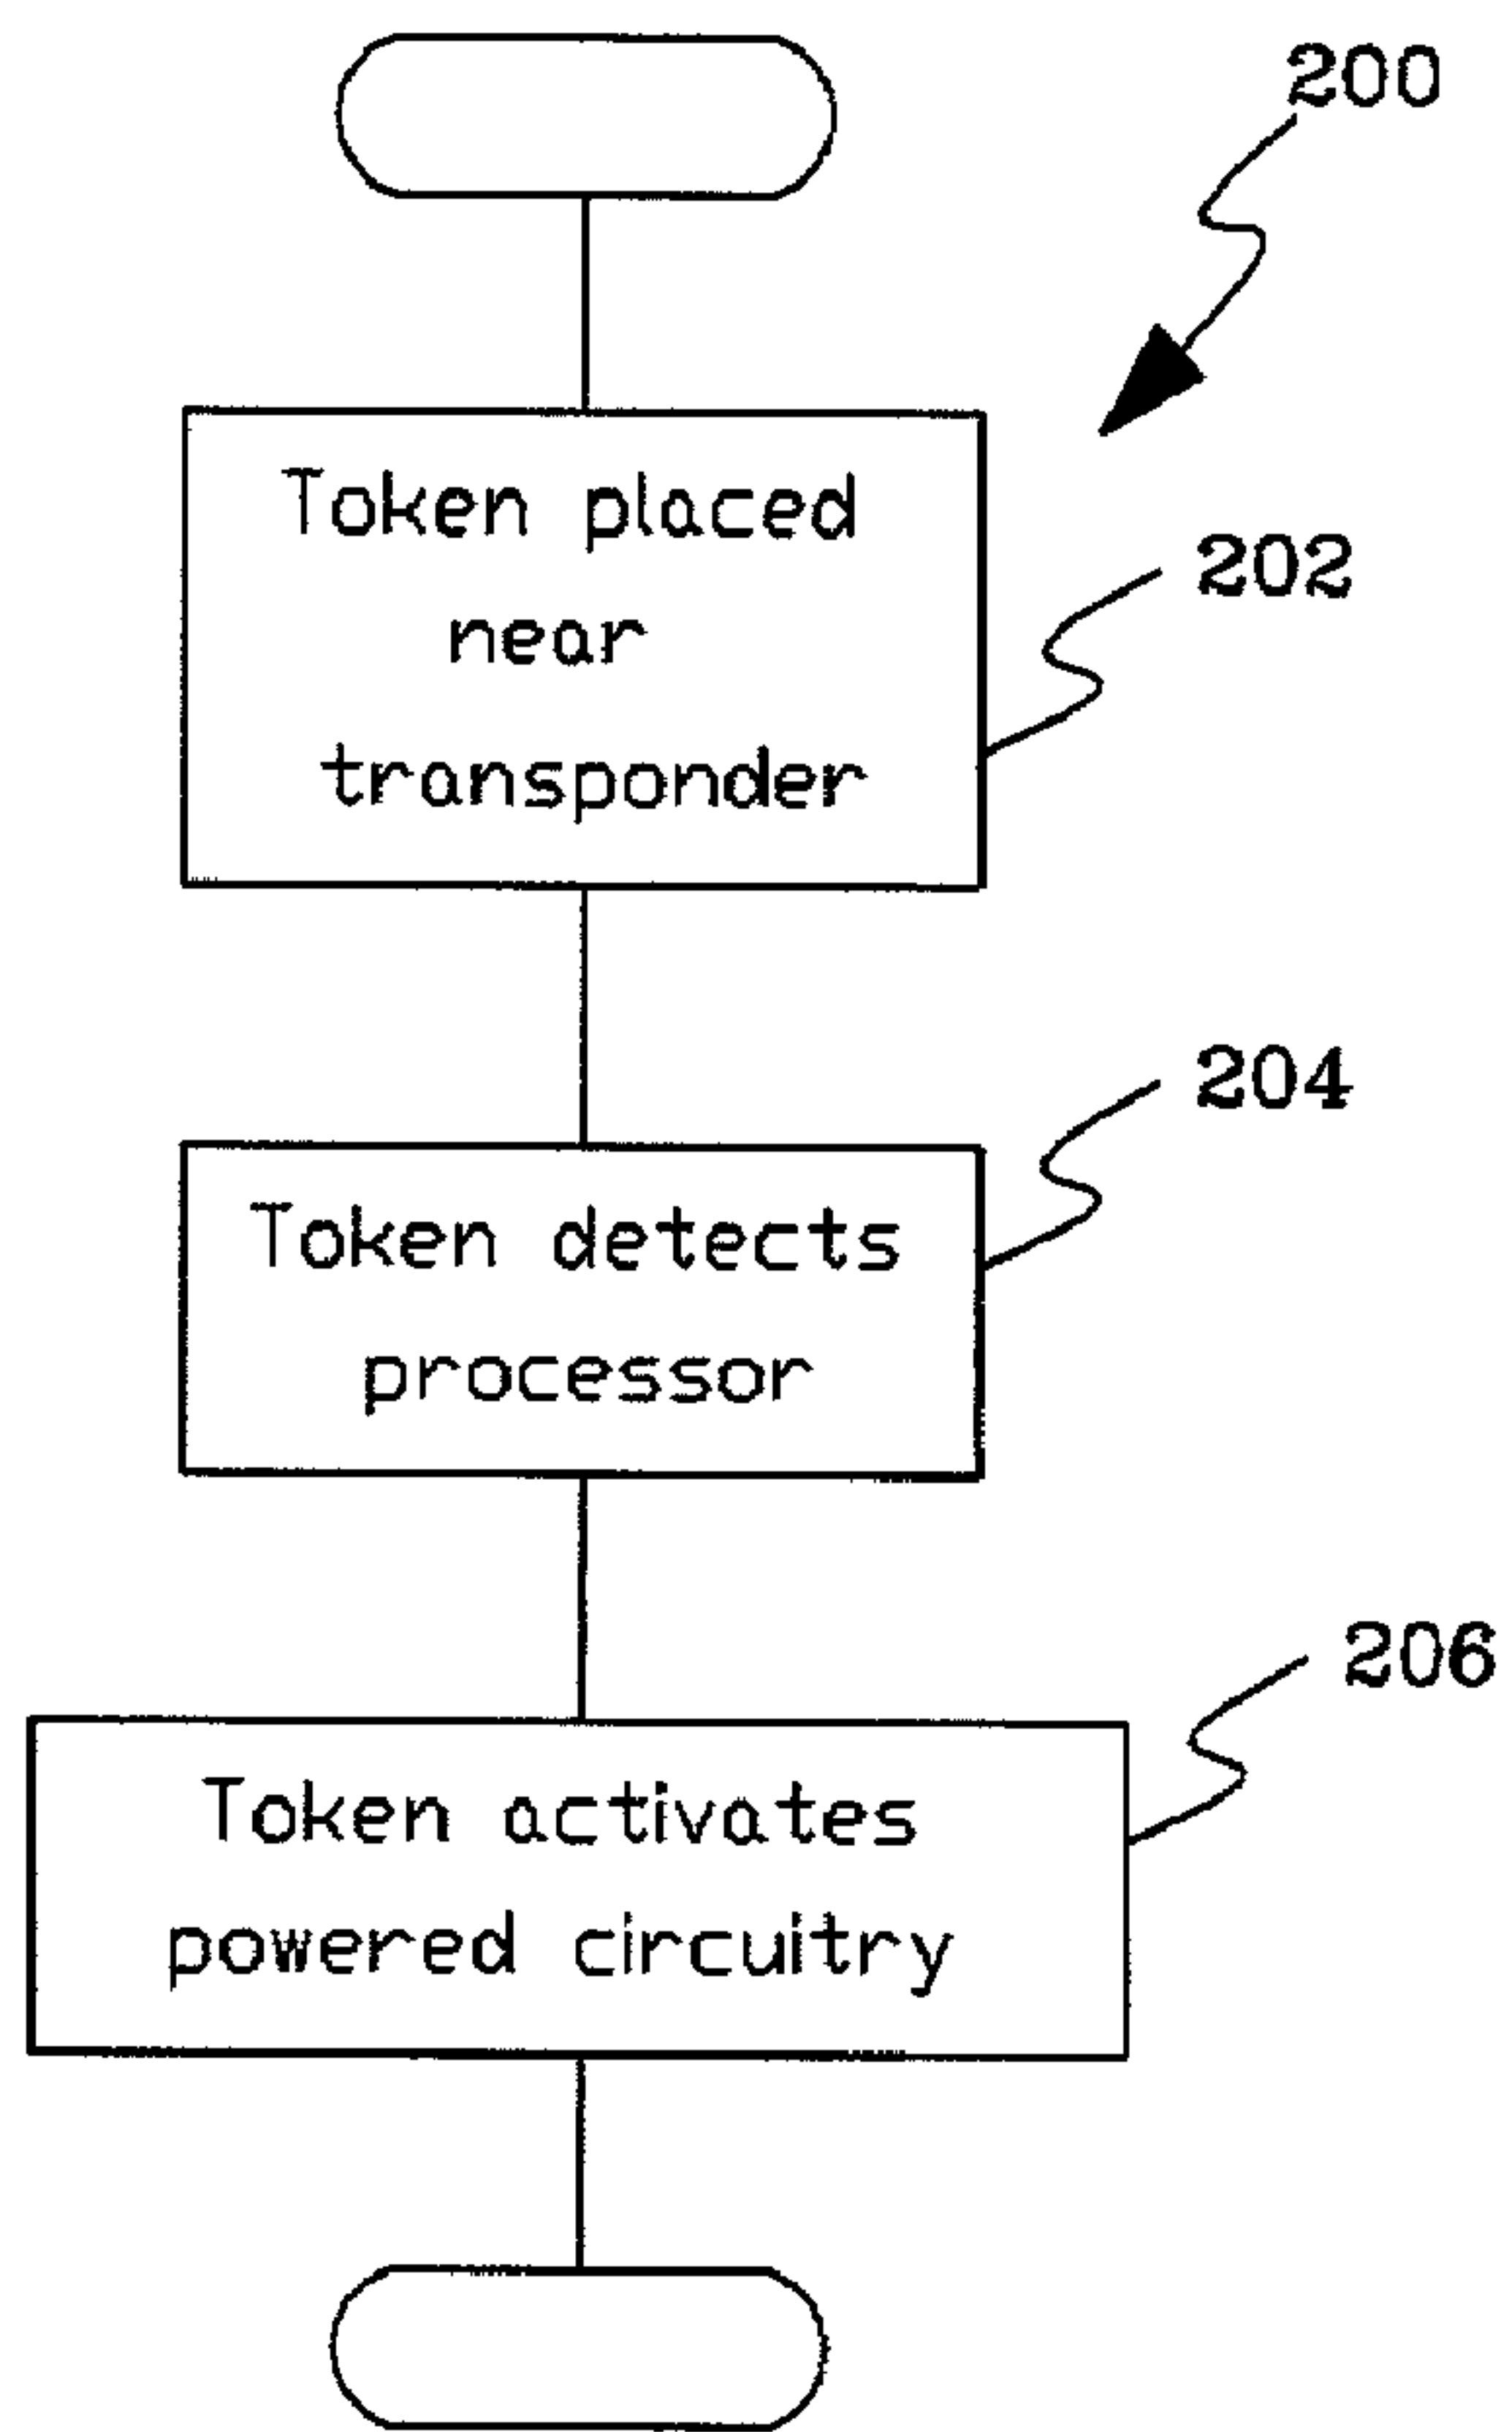 200
Token placed
near
transponder
202
204
Token detects
processor
206
Token activates
powered circuitry